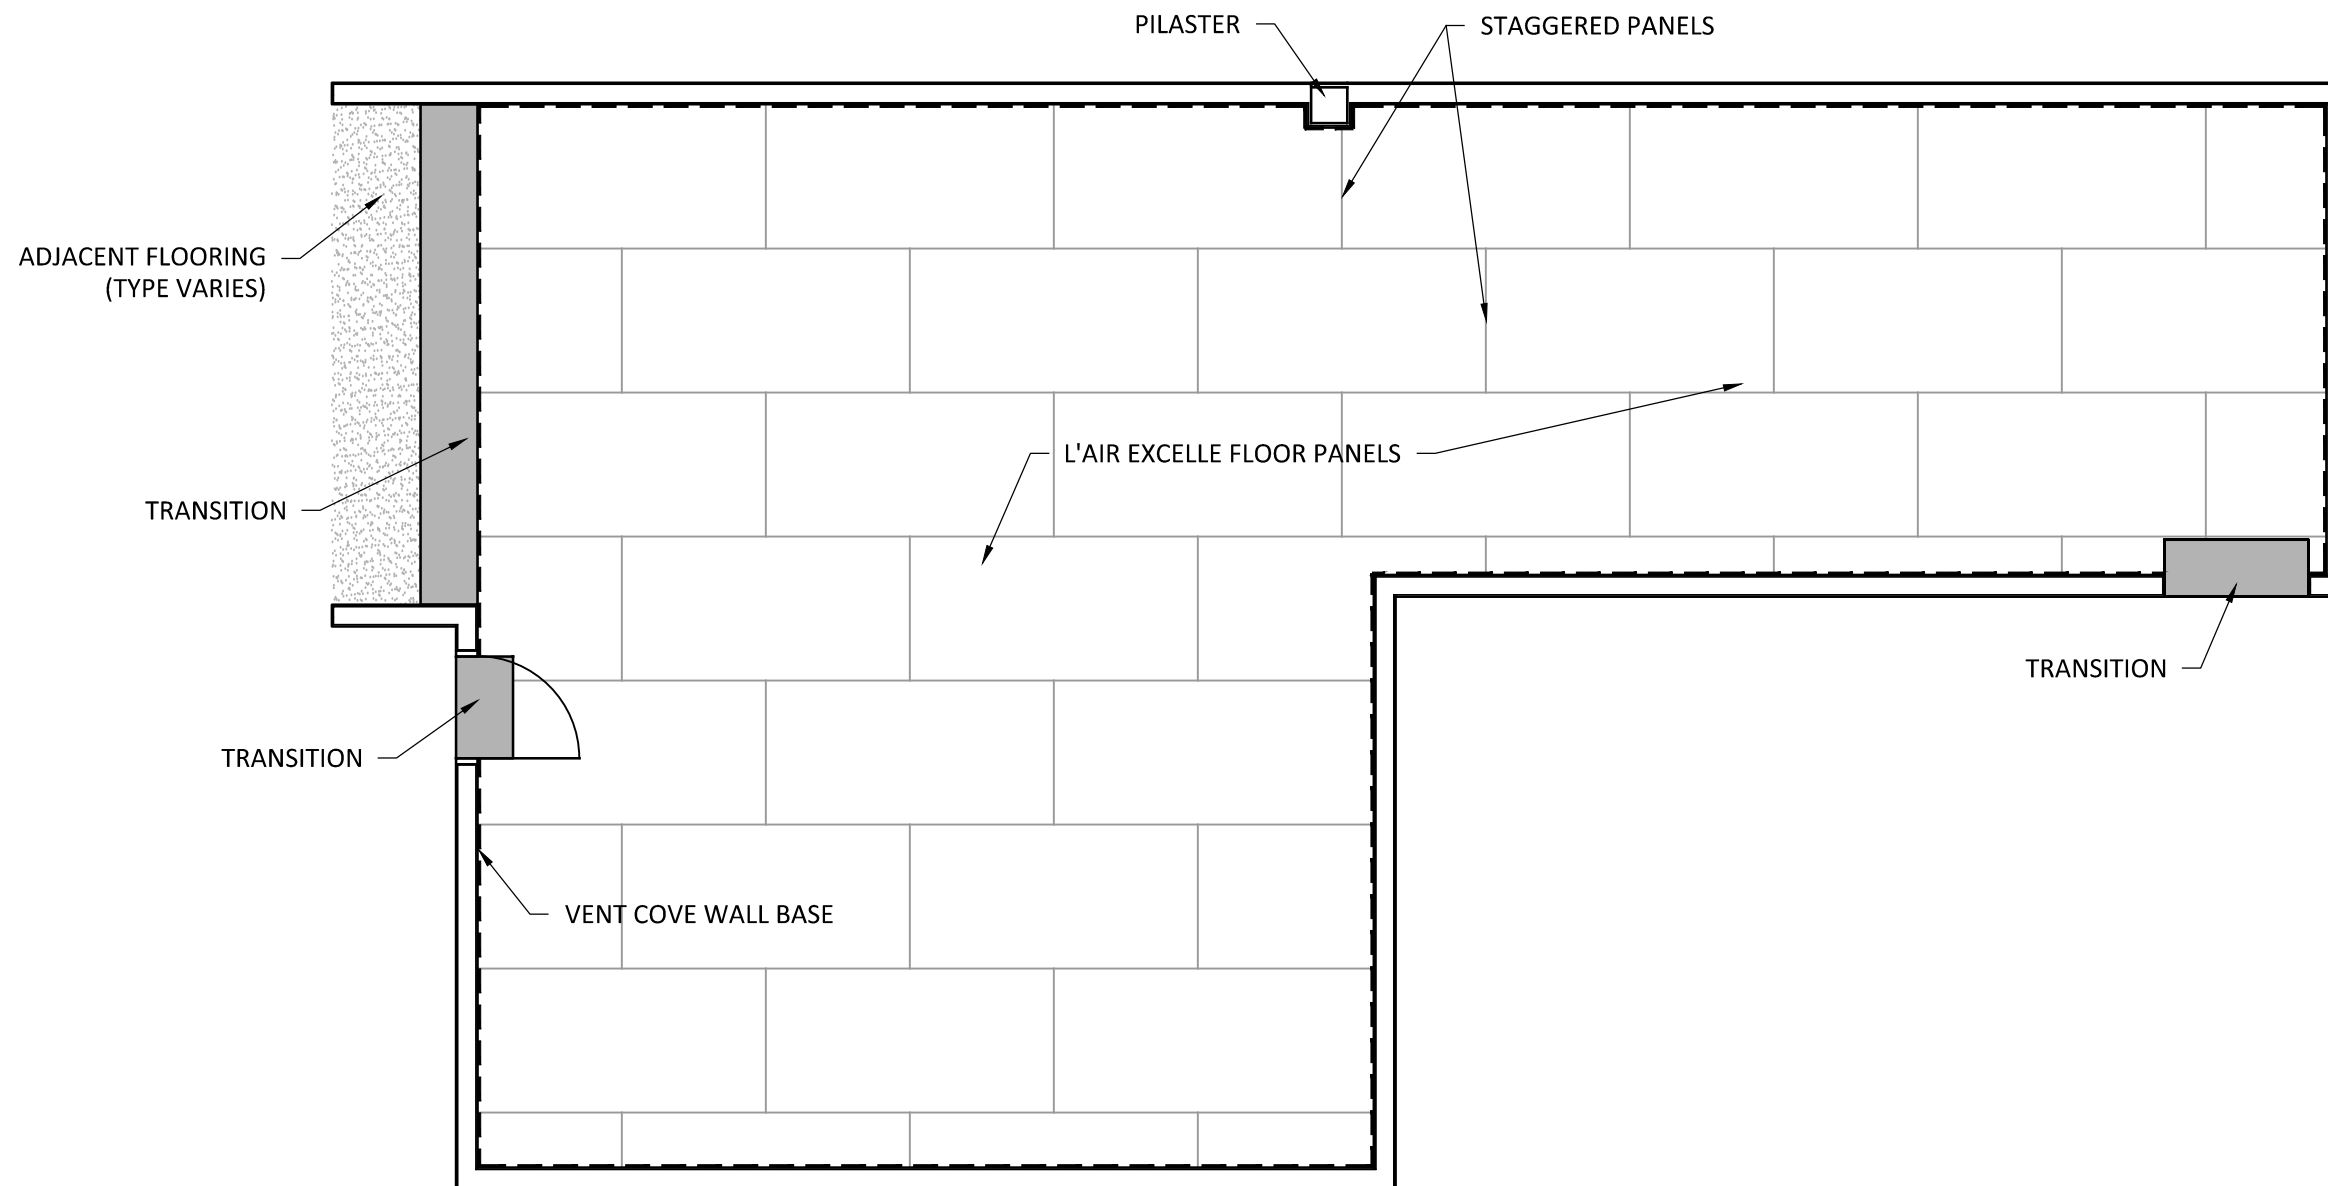 PILASTER
STAGGERED PANELS
ADJACENT FLOORING
(TYPE VARIES)
L'AIR EXCELLE FLOOR PANELS
TRANSITION
TRANSITION
TRANSITION
VENT COVE WALL BASE